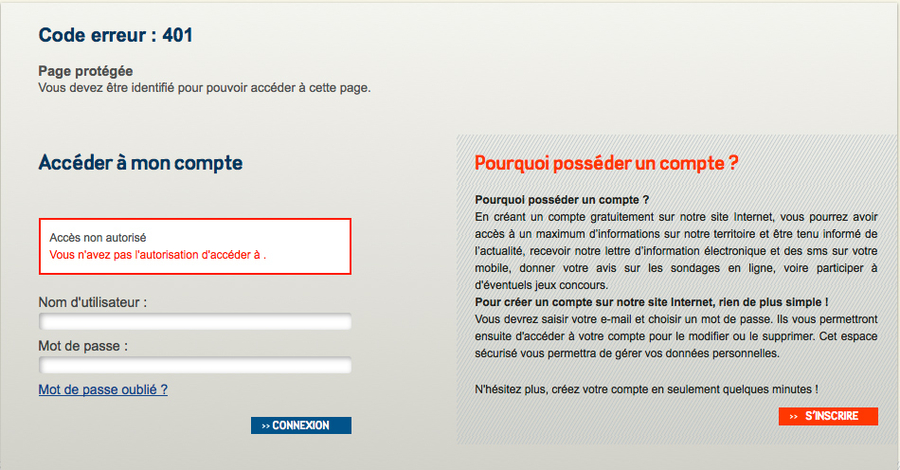 Code erreur : 401
Page protégée
Vous devez être identifié pour pouvoir accéder à cette page.
Accéder à mon compte
Accès non autorisé
Vous n'avez pas l'autorisation d'accéder à .
Nom d'utilisateur :
Mot de passe :
Mot de passe oublié ?
>> CONNEXION
Pourquoi posséder un compte ?
Pourquoi posséder un compte ?
En créant un compte gratuitement sur notre site Internet, vous pourrez avoir
accès à un maximum d'informations sur notre territoire et être tenu informé de
l'actualité, recevoir notre lettre d'information électronique et des sms sur votre
mobile, donner votre avis sur les sondages en ligne, voire participer à
d'éventuels jeux concours.
Pour créer un compte sur notre site Internet, rien de plus simple !
Vous devrez saisir votre e-mail et choisir un mot de passe. Ils vous permettront
ensuite d'accéder à votre compte pour le modifier ou le supprimer. Cet espace
sécurisé vous permettra de gérer vos données personnelles.
N'hésitez plus, créez votre compte en seulement quelques minutes !
>> S'INSCRIRE